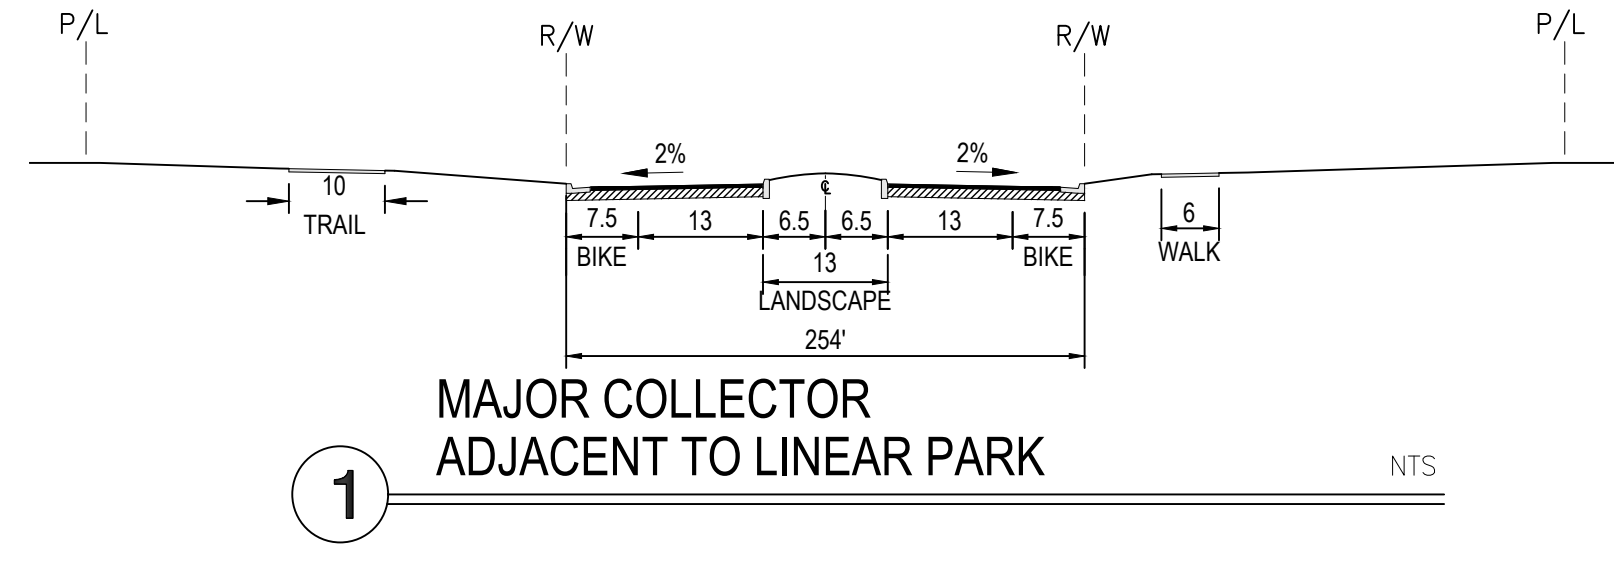 P/L
R/W
R/W
P/L
2%
2%
℄
10
TRAIL
7.5
13
6.5
6.5
13
7.5
6
BIKE
BIKE
WALK
13
LANDSCAPE
254'
MAJOR COLLECTOR
ADJACENT TO LINEAR PARK
1
NTS